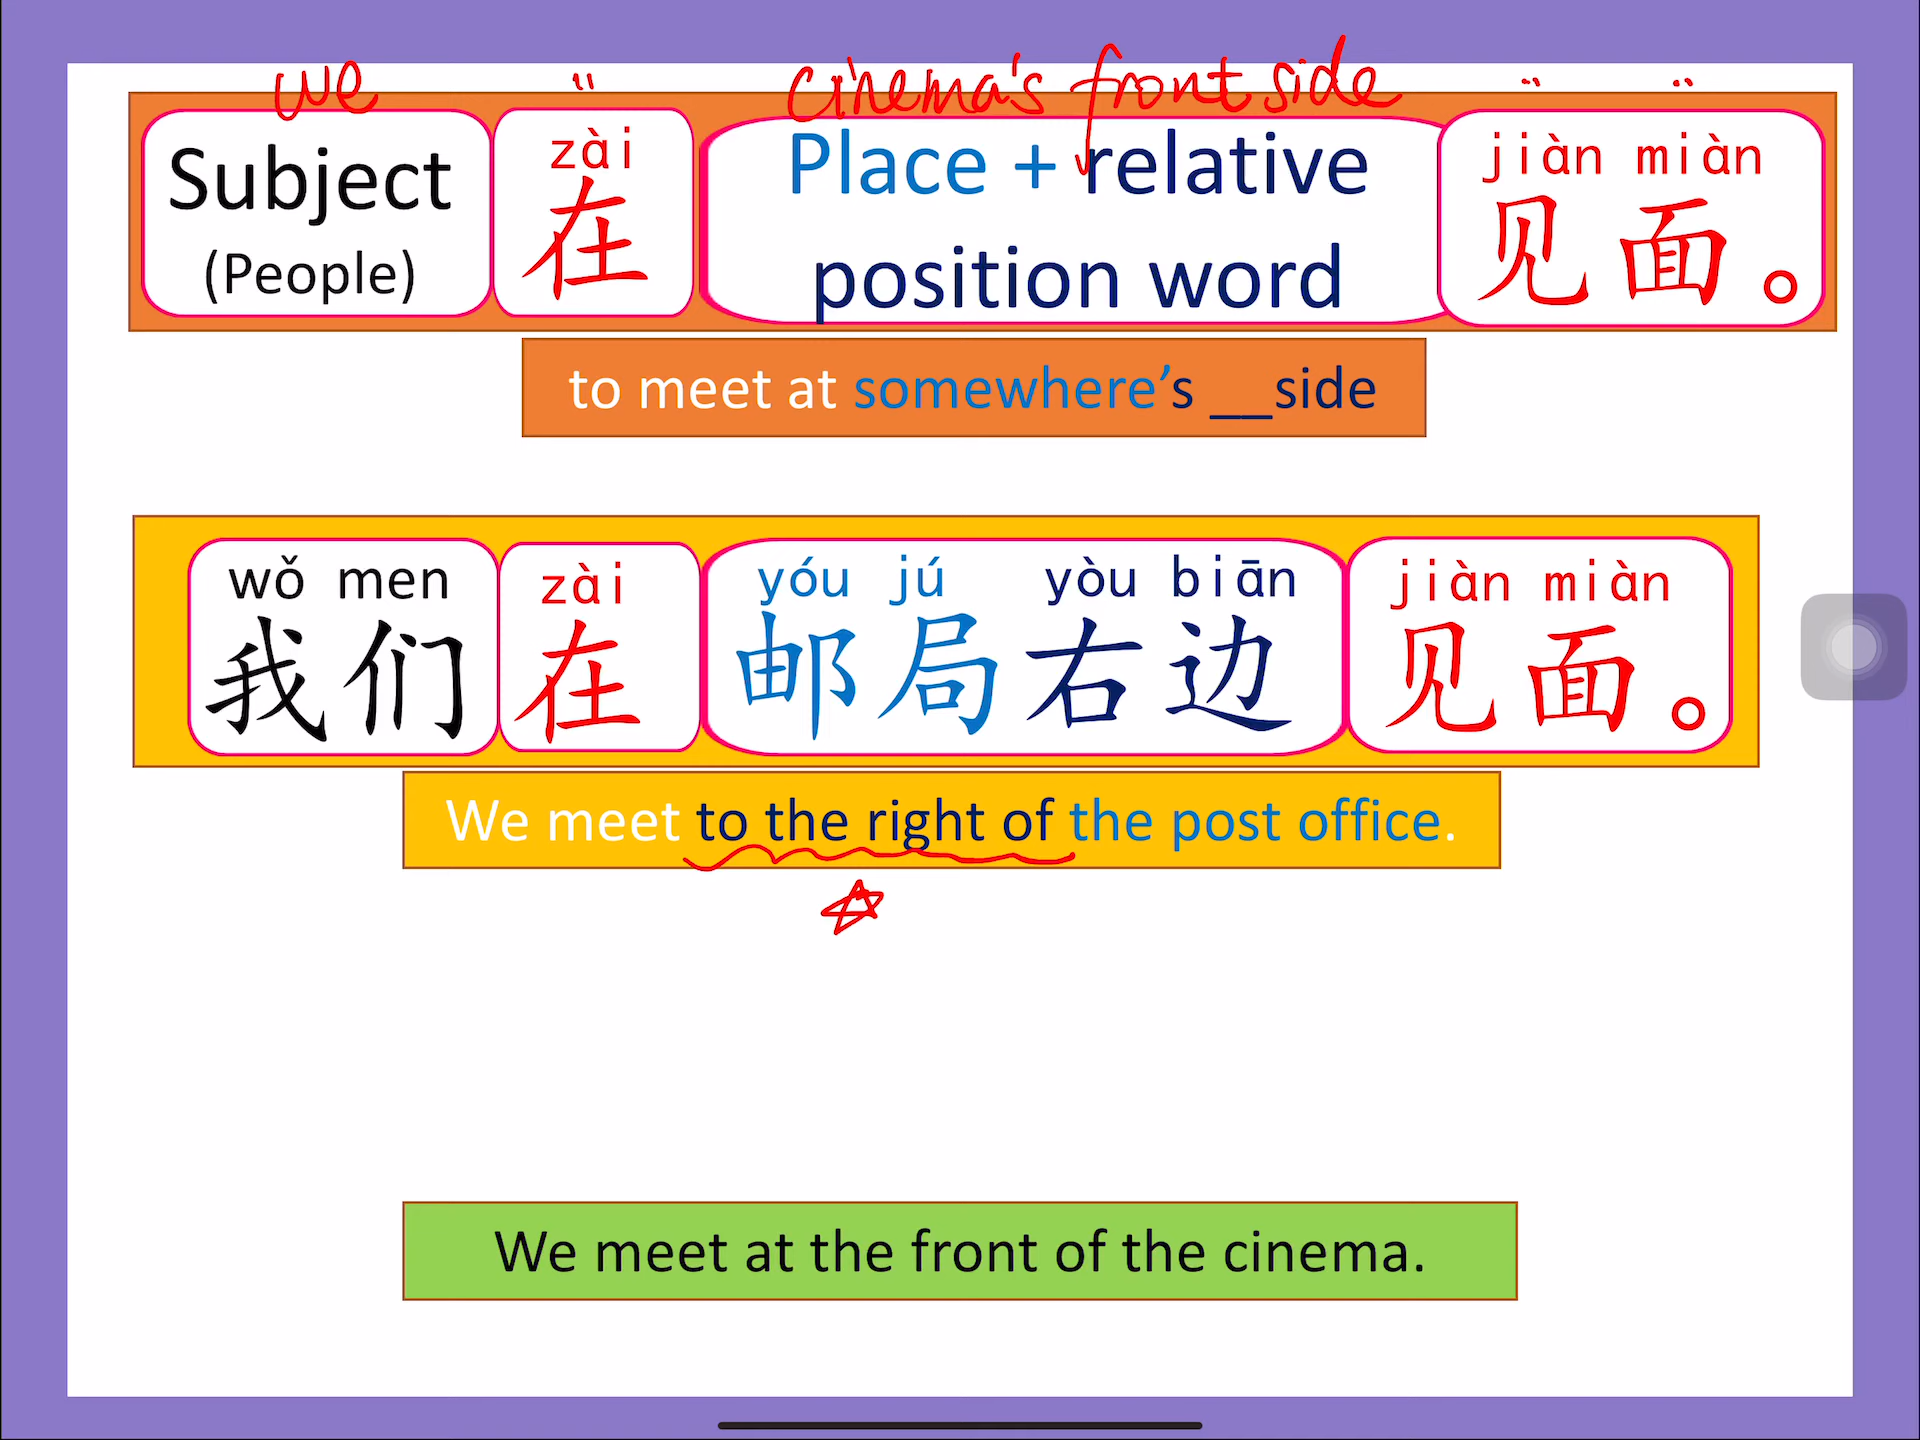 we " cinema's front side " "
Subject
(People)
zài
在
Place + relative
position word
jiàn miàn
见面。
to meet at somewhere's __side
wǒ men zài yóu jú yòu biān jiàn miàn
我们在邮局右边见面。
We meet to the right of the post office.
We meet at the front of the cinema.